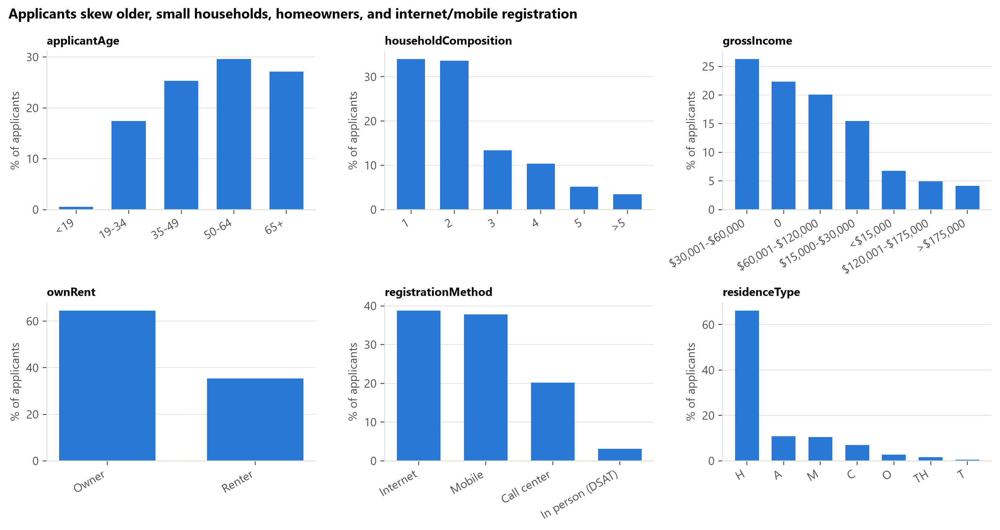 Applicants skew older, small households, homeowners, and internet/mobile registration
applicantAge
% of applicants
30
20
10
0
<19
19-34
35-49
50-64
65+
householdComposition
% of applicants
30
20
10
0
1
2
3
4
5
>5
grossIncome
% of applicants
25
20
15
10
5
0
$30,001-$60,000
0
$60,001-$120,000
$15,000-$30,000
<$15,000
$120,001-$175,000
>$175,000
ownRent
% of applicants
60
40
20
0
Owner
Renter
registrationMethod
% of applicants
40
30
20
10
0
Internet
Mobile
Call center
In person (DSAT)
residenceType
% of applicants
60
40
20
0
H
A
M
C
O
TH
T